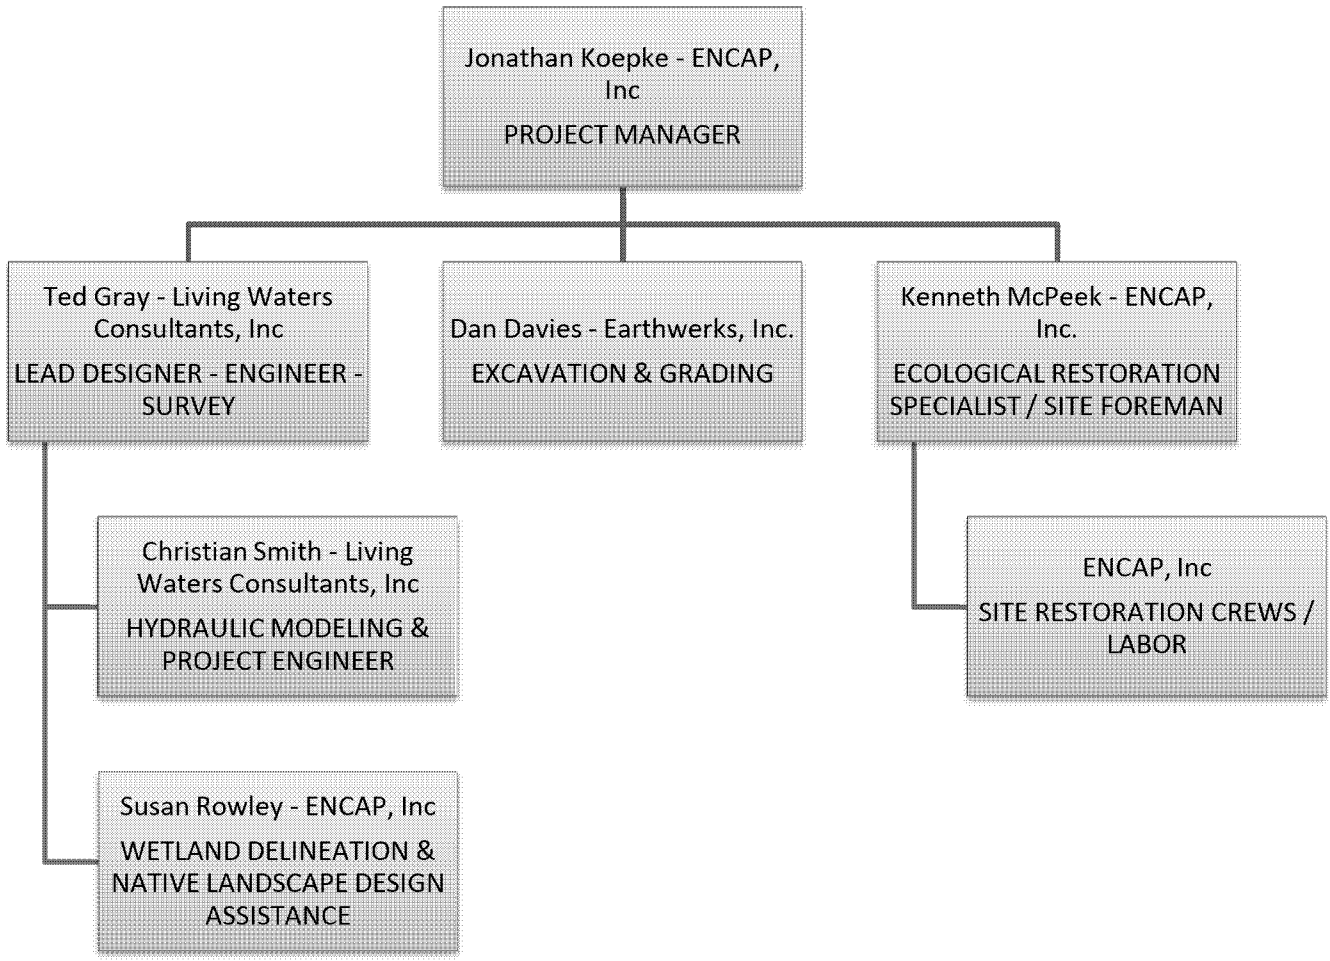 Jonathan Koepke - ENCAP,
Inc
PROJECT MANAGER
Ted Gray - Living Waters
Consultants, Inc
LEAD DESIGNER - ENGINEER -
SURVEY
Dan Davies - Earthwerks, Inc.
EXCAVATION & GRADING
Kenneth McPeek - ENCAP,
Inc.
ECOLOGICAL RESTORATION
SPECIALIST / SITE FOREMAN
Christian Smith - Living
Waters Consultants, Inc
HYDRAULIC MODELING &
PROJECT ENGINEER
ENCAP, Inc
SITE RESTORATION CREWS /
LABOR
Susan Rowley - ENCAP, Inc
WETLAND DELINEATION &
NATIVE LANDSCAPE DESIGN
ASSISTANCE